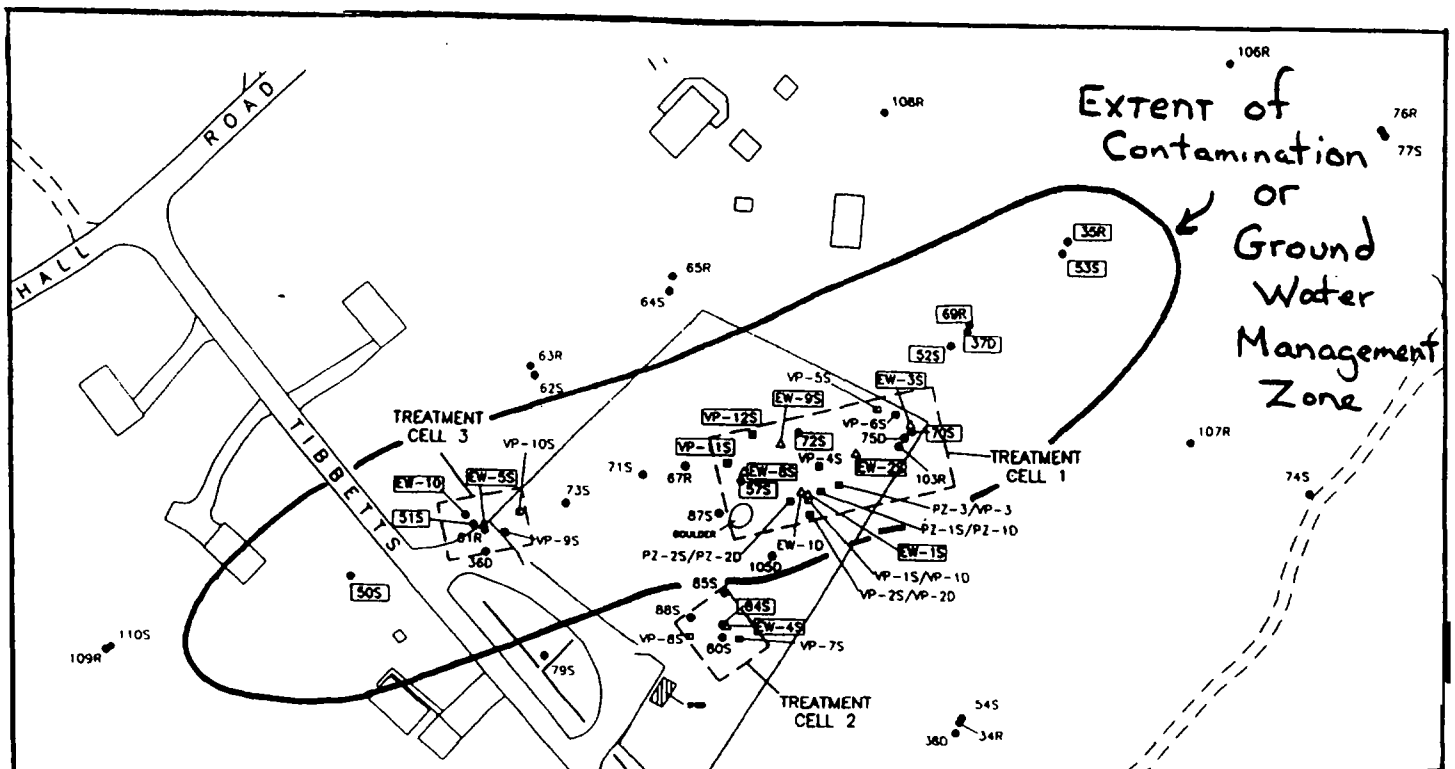 106R
108R
EXTENT of
Contamination
or
Ground
Water
Management
Zone
76R
77S
HALL ROAD
TIBBETTS
35R
53S
65R
64S
69R
37D
52S
63R
62S
VP-5S
EW-3S
EW-9S
VP-12S
VP-6S
107R
TREATMENT
CELL 3
VP-10S
72S
75D
70S
VP-11S
VP-4S
EW-2S
TREATMENT
CELL 1
EW-8S
71S
67R
57S
103R
74S
EW-10
EW-5S
73S
PZ-3/VP-3
51S
87S
PZ-1S/PZ-1D
BOULDER
81R
VP-9S
EW-1D
EW-1S
PZ-2S/PZ-2D
36D
105D
VP-1S/VP-1D
50S
85S
VP-2S/VP-2D
84S
88S
EW-4S
VP-8S
80S
VP-7S
110S
109R
79S
TREATMENT
CELL 2
54S
34R
38D